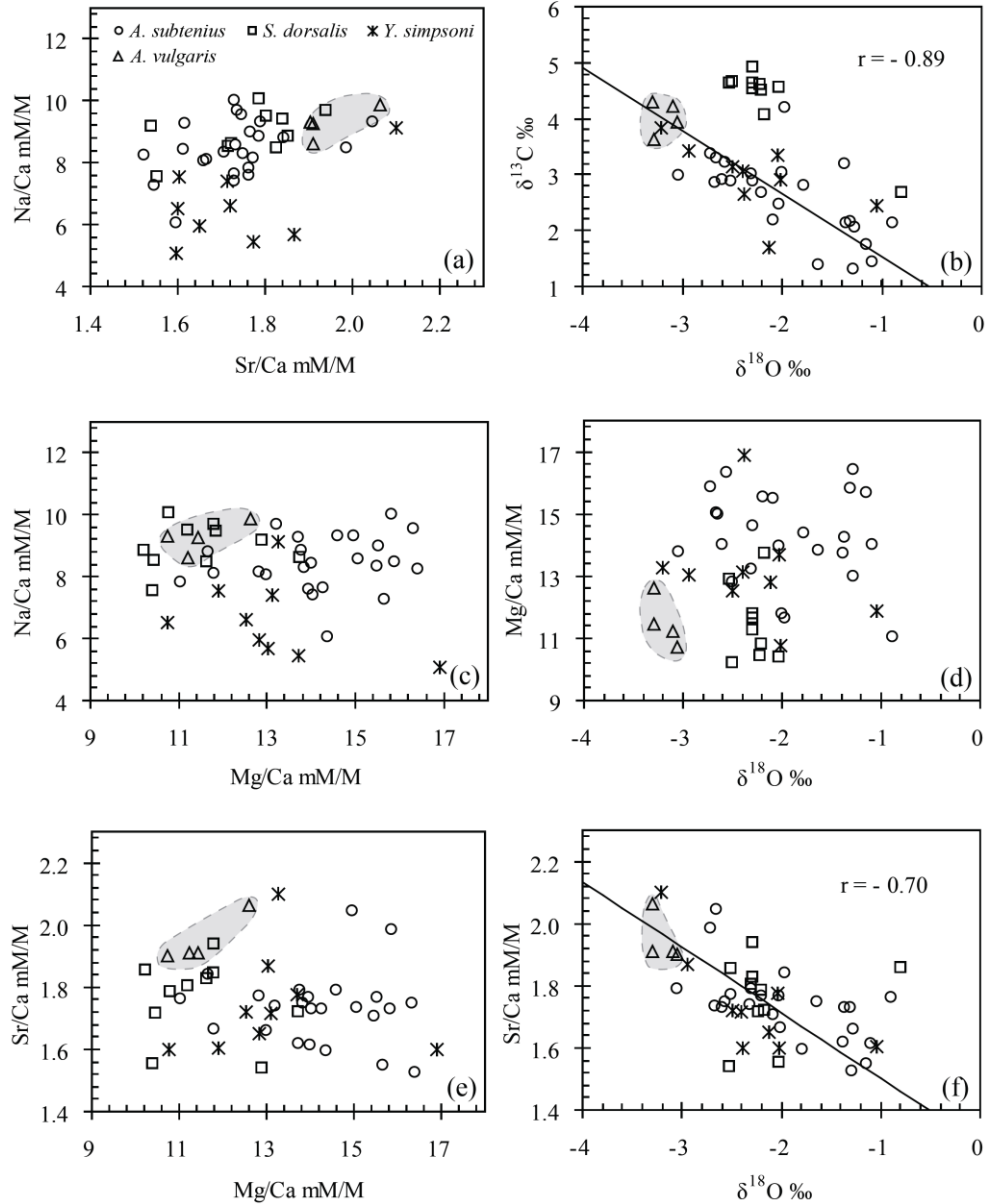 12
10
8
6
4
Na/Ca mM/M
○ A. subtenius □ S. dorsalis ✳ Y. simpsoni
△ A. vulgaris
(a)
1.4 1.6 1.8 2.0 2.2
Sr/Ca mM/M
6
5
4
3
2
1
δ¹³C ‰
r = - 0.89
(b)
-4 -3 -2 -1 0
δ¹⁸O ‰
12
10
8
6
4
Na/Ca mM/M
(c)
9 11 13 15 17
Mg/Ca mM/M
17
15
13
11
9
Mg/Ca mM/M
(d)
-4 -3 -2 -1 0
δ¹⁸O ‰
2.2
2.0
1.8
1.6
1.4
Sr/Ca mM/M
(e)
9 11 13 15 17
Mg/Ca mM/M
2.2
2.0
1.8
1.6
1.4
Sr/Ca mM/M
r = - 0.70
(f)
-4 -3 -2 -1 0
δ¹⁸O ‰